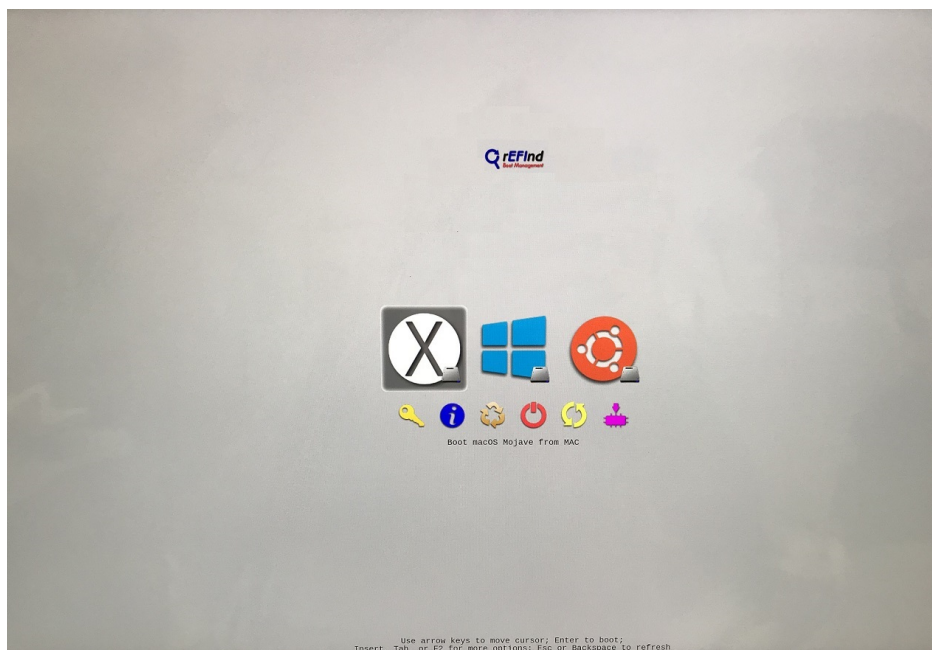 rEFInd
Boot Management
Boot macOS Mojave from MAC
Use arrow keys to move cursor; Enter to boot;
Insert, Tab, or F2 for more options; Esc or Backspace to refresh